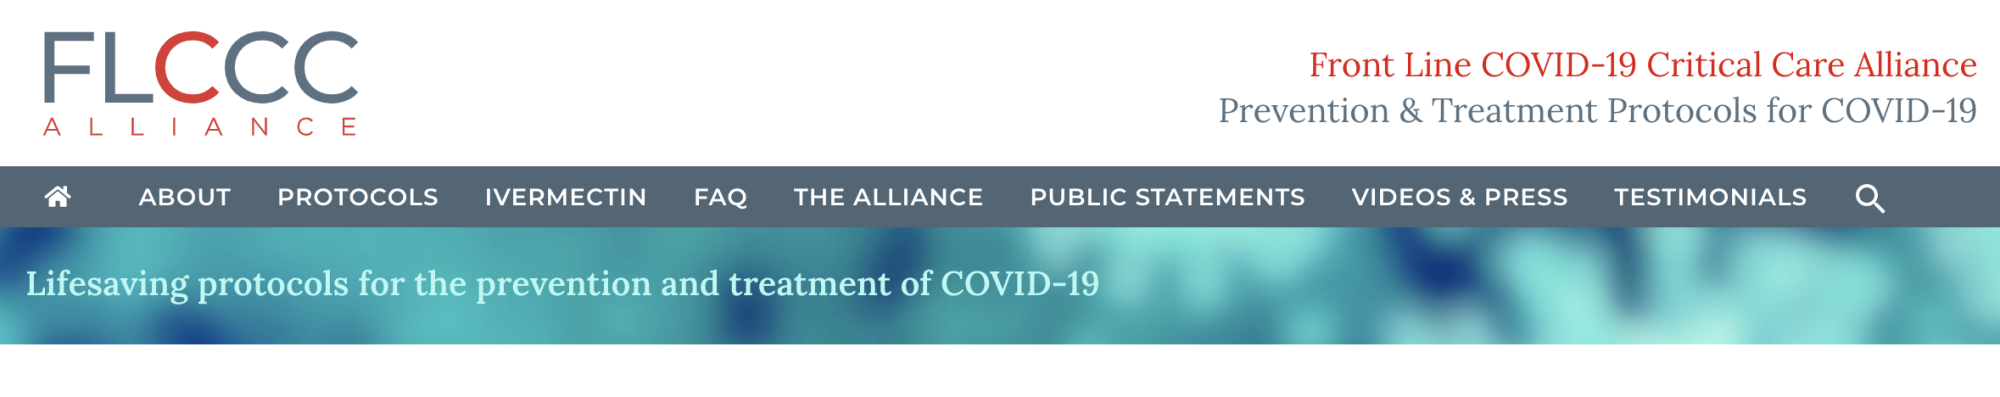 FLCCC
ALLIANCE
Front Line COVID-19 Critical Care Alliance
Prevention & Treatment Protocols for COVID-19
ABOUT PROTOCOLS IVERMECTIN FAQ THE ALLIANCE PUBLIC STATEMENTS VIDEOS & PRESS TESTIMONIALS
Lifesaving protocols for the prevention and treatment of COVID-19